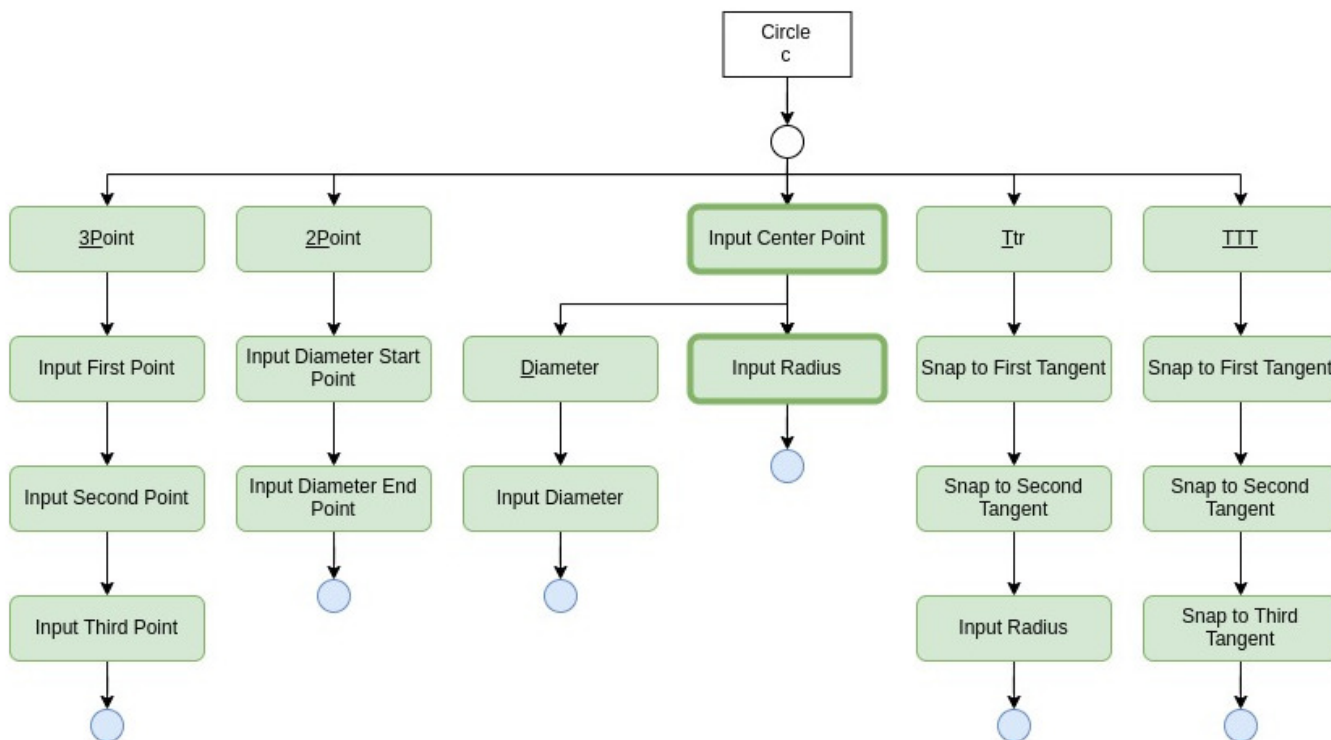 Circle
c
3Point
2Point
Input Center Point
Ttr
TTT
Input First Point
Input Diameter Start
Point
Diameter
Input Radius
Snap to First Tangent
Snap to First Tangent
Input Second Point
Input Diameter End
Point
Input Diameter
Snap to Second
Tangent
Snap to Second
Tangent
Input Third Point
Input Radius
Snap to Third
Tangent